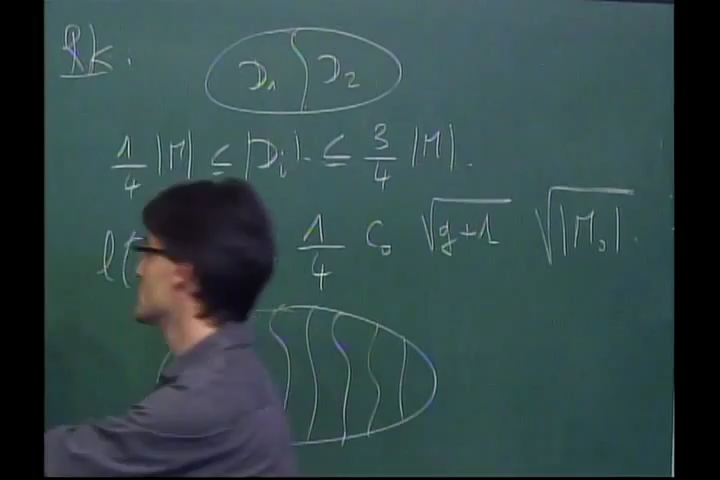 Rk.
D₁ D₂
1/4 |M| ≤ |Dᵢ| ≤ 3/4 |M|.
l( 1/4 C₀ √(g+1) √|M₀|.